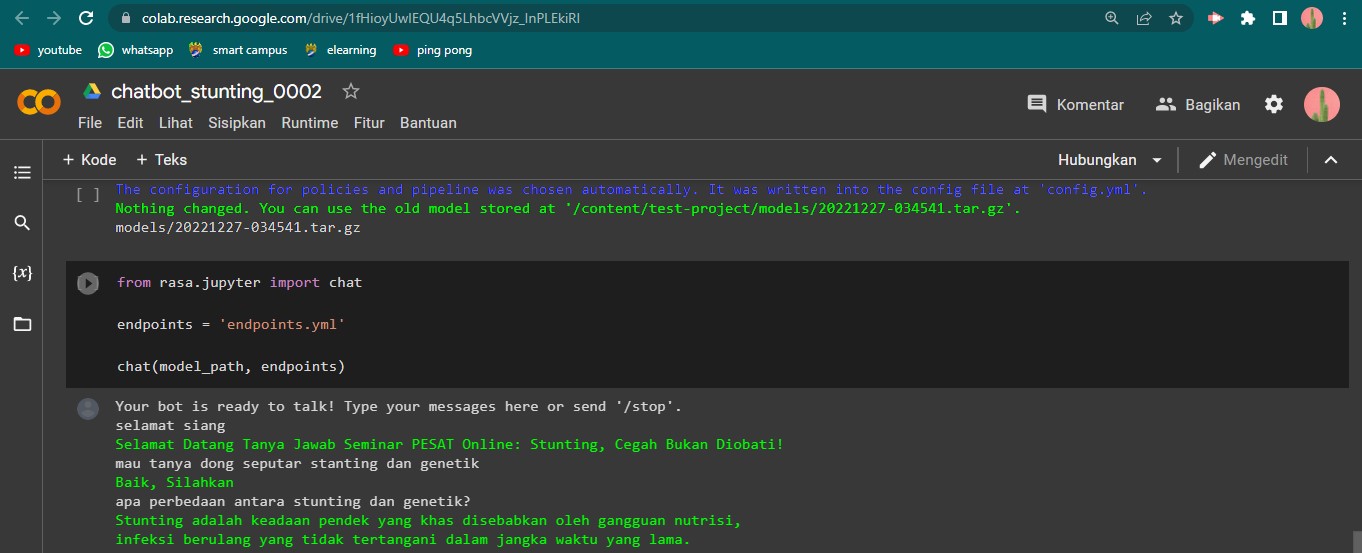 colab.research.google.com/drive/1fHioyUwIEQU4q5LhbcVVjz_InPLEkiRI
youtube whatsapp smart campus elearning ping pong
chatbot_stunting_0002
File Edit Lihat Sisipkan Runtime Fitur Bantuan
Komentar Bagikan
+ Kode + Teks
Hubungkan Mengedit
[ ] The configuration for policies and pipeline was chosen automatically. It was written into the config file at 'config.yml'.
Nothing changed. You can use the old model stored at '/content/test-project/models/20221227-034541.tar.gz'.
models/20221227-034541.tar.gz
{x}
from rasa.jupyter import chat
endpoints = 'endpoints.yml'
chat(model_path, endpoints)
Your bot is ready to talk! Type your messages here or send '/stop'.
selamat siang
Selamat Datang Tanya Jawab Seminar PESAT Online: Stunting, Cegah Bukan Diobati!
mau tanya dong seputar stanting dan genetik
Baik, Silahkan
apa perbedaan antara stunting dan genetik?
Stunting adalah keadaan pendek yang khas disebabkan oleh gangguan nutrisi,
infeksi berulang yang tidak tertangani dalam jangka waktu yang lama.